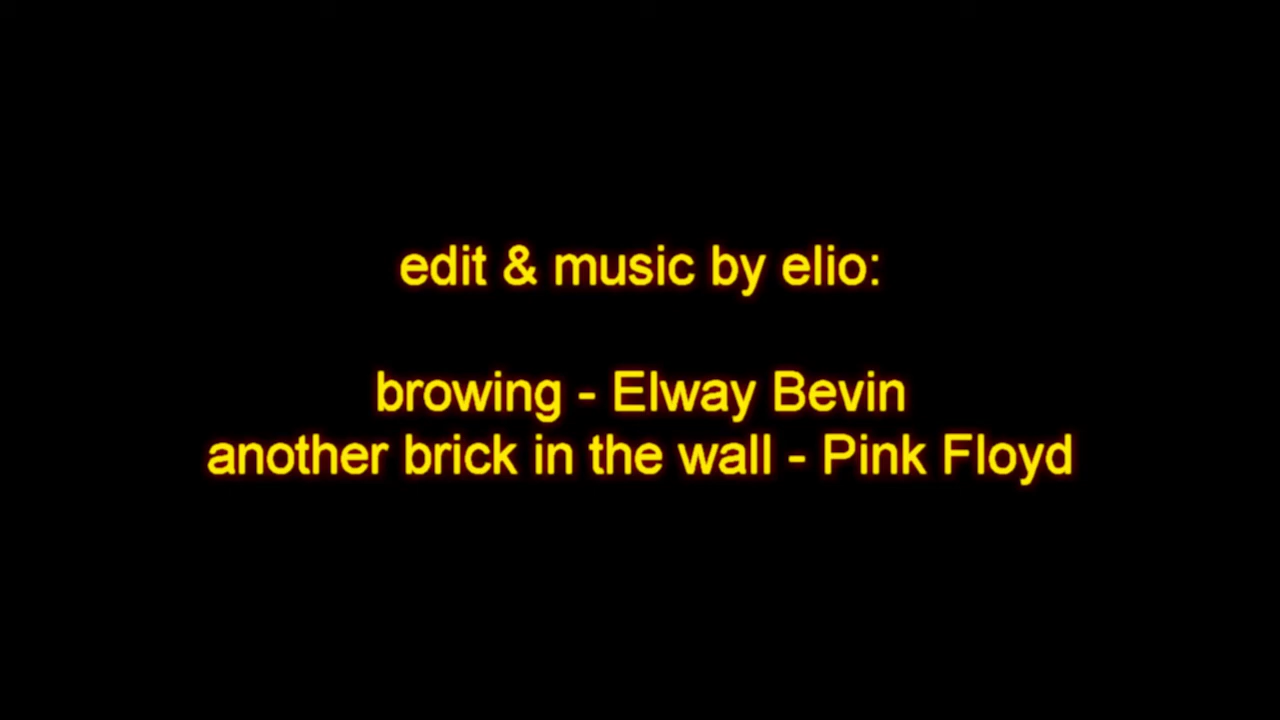 edit & music by elio:
browing - Elway Bevin
another brick in the wall - Pink Floyd